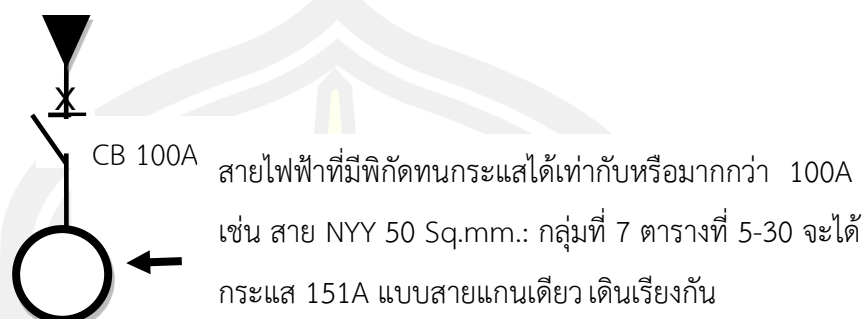 CB 100A
สายไฟฟ้าที่มีพิกัดทนกระแสได้เท่ากับหรือมากกว่า 100A
เช่น สาย NYY 50 Sq.mm.: กลุ่มที่ 7 ตารางที่ 5-30 จะได้
กระแส 151A แบบสายแกนเดียว เดินเรียงกัน